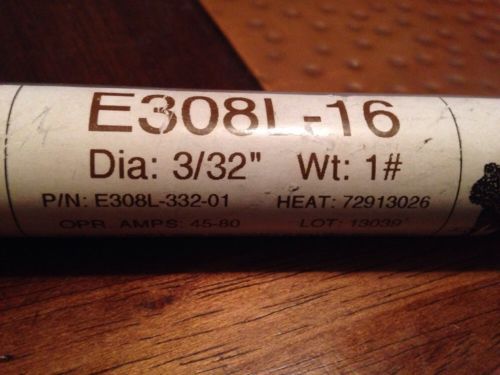 E308L-16
Dia: 3/32" Wt: 1#
P/N: E308L-332-01 HEAT: 72913026
OPR. AMPS: 45-80 LOT: 13039